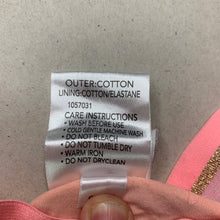 OUTER:COTTON
LINING:COTTON/ELASTANE
1057031
CARE INSTRUCTIONS
• WASH BEFORE USE
• COLD GENTLE MACHINE WASH
• DO NOT BLEACH
• DO NOT TUMBLE DRY
• WARM IRON
• DO NOT DRYCLEAN